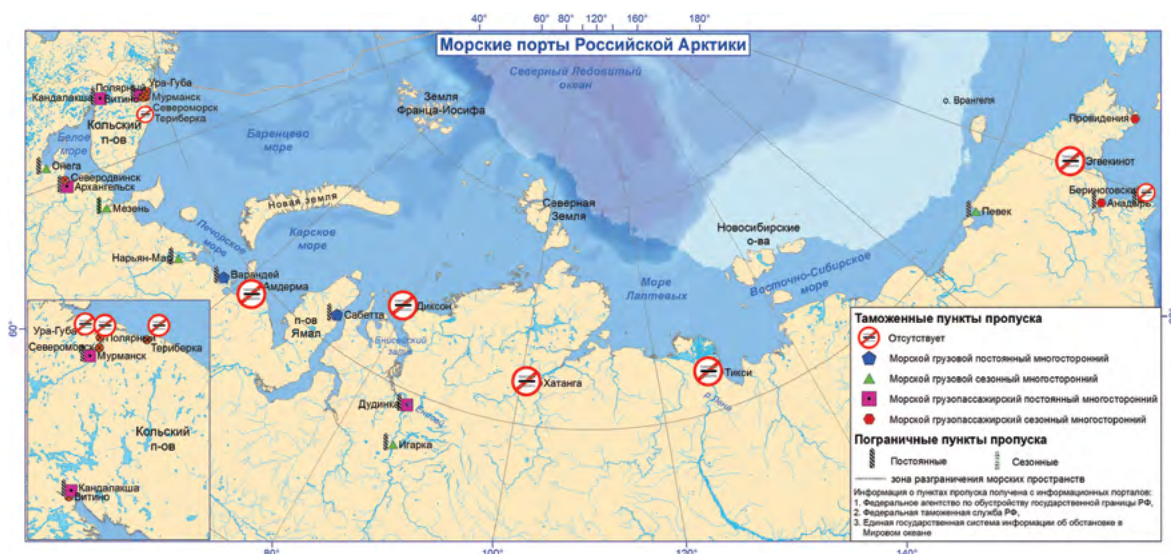 40°
60°
80°
120°
160°
180°
Морские порты Российской Арктики
Северный Ледовитый
океан
Ура-Губа
Полярный
Кандалакша
Витино
Мурманск
Североморск
Териберка
Кольский
п-ов
Белое
море
Баренцево
море
Земля
Франца-Иосифа
о. Врангеля
Провидения
Эгвекинот
Анадырь
Певек
Онега
Северодвинск
Архангельск
Мезень
Новая земля
Печорское
море
Карское
море
Северная
Земля
Новосибирские
о-ва
Нарьян-Мар
Варандей
Амдерма
Море
Лаптевых
Восточно-Сибирское
море
п-ов
Ямал
Сабетта
Диксон
Енисейский
залив
Хатанга
Тикси
р. Лена
Дудинка
Игарка
60°
Ура-Губа
Полярный
Североморск
Мурманск
Териберка
Кольский
п-ов
Кандалакша
Витино
Таможенные пункты пропуска
Отсутствует
Морской грузовой постоянный многосторонний
Морской грузовой сезонный многосторонний
Морской грузопассажирский постоянный многосторонний
Морской грузопассажирский сезонный многосторонний
Пограничные пункты пропуска
Постоянные
Сезонные
зона разграничения морских пространств
Информация о пунктах пропуска получена с информационных порталов:
1. Федеральное агентство по обустройству государственной границы РФ,
2. Федеральная таможенная служба РФ,
3. Единая государственная система информации об обстановке в
Мировом океане
80°
100°
120°
140°